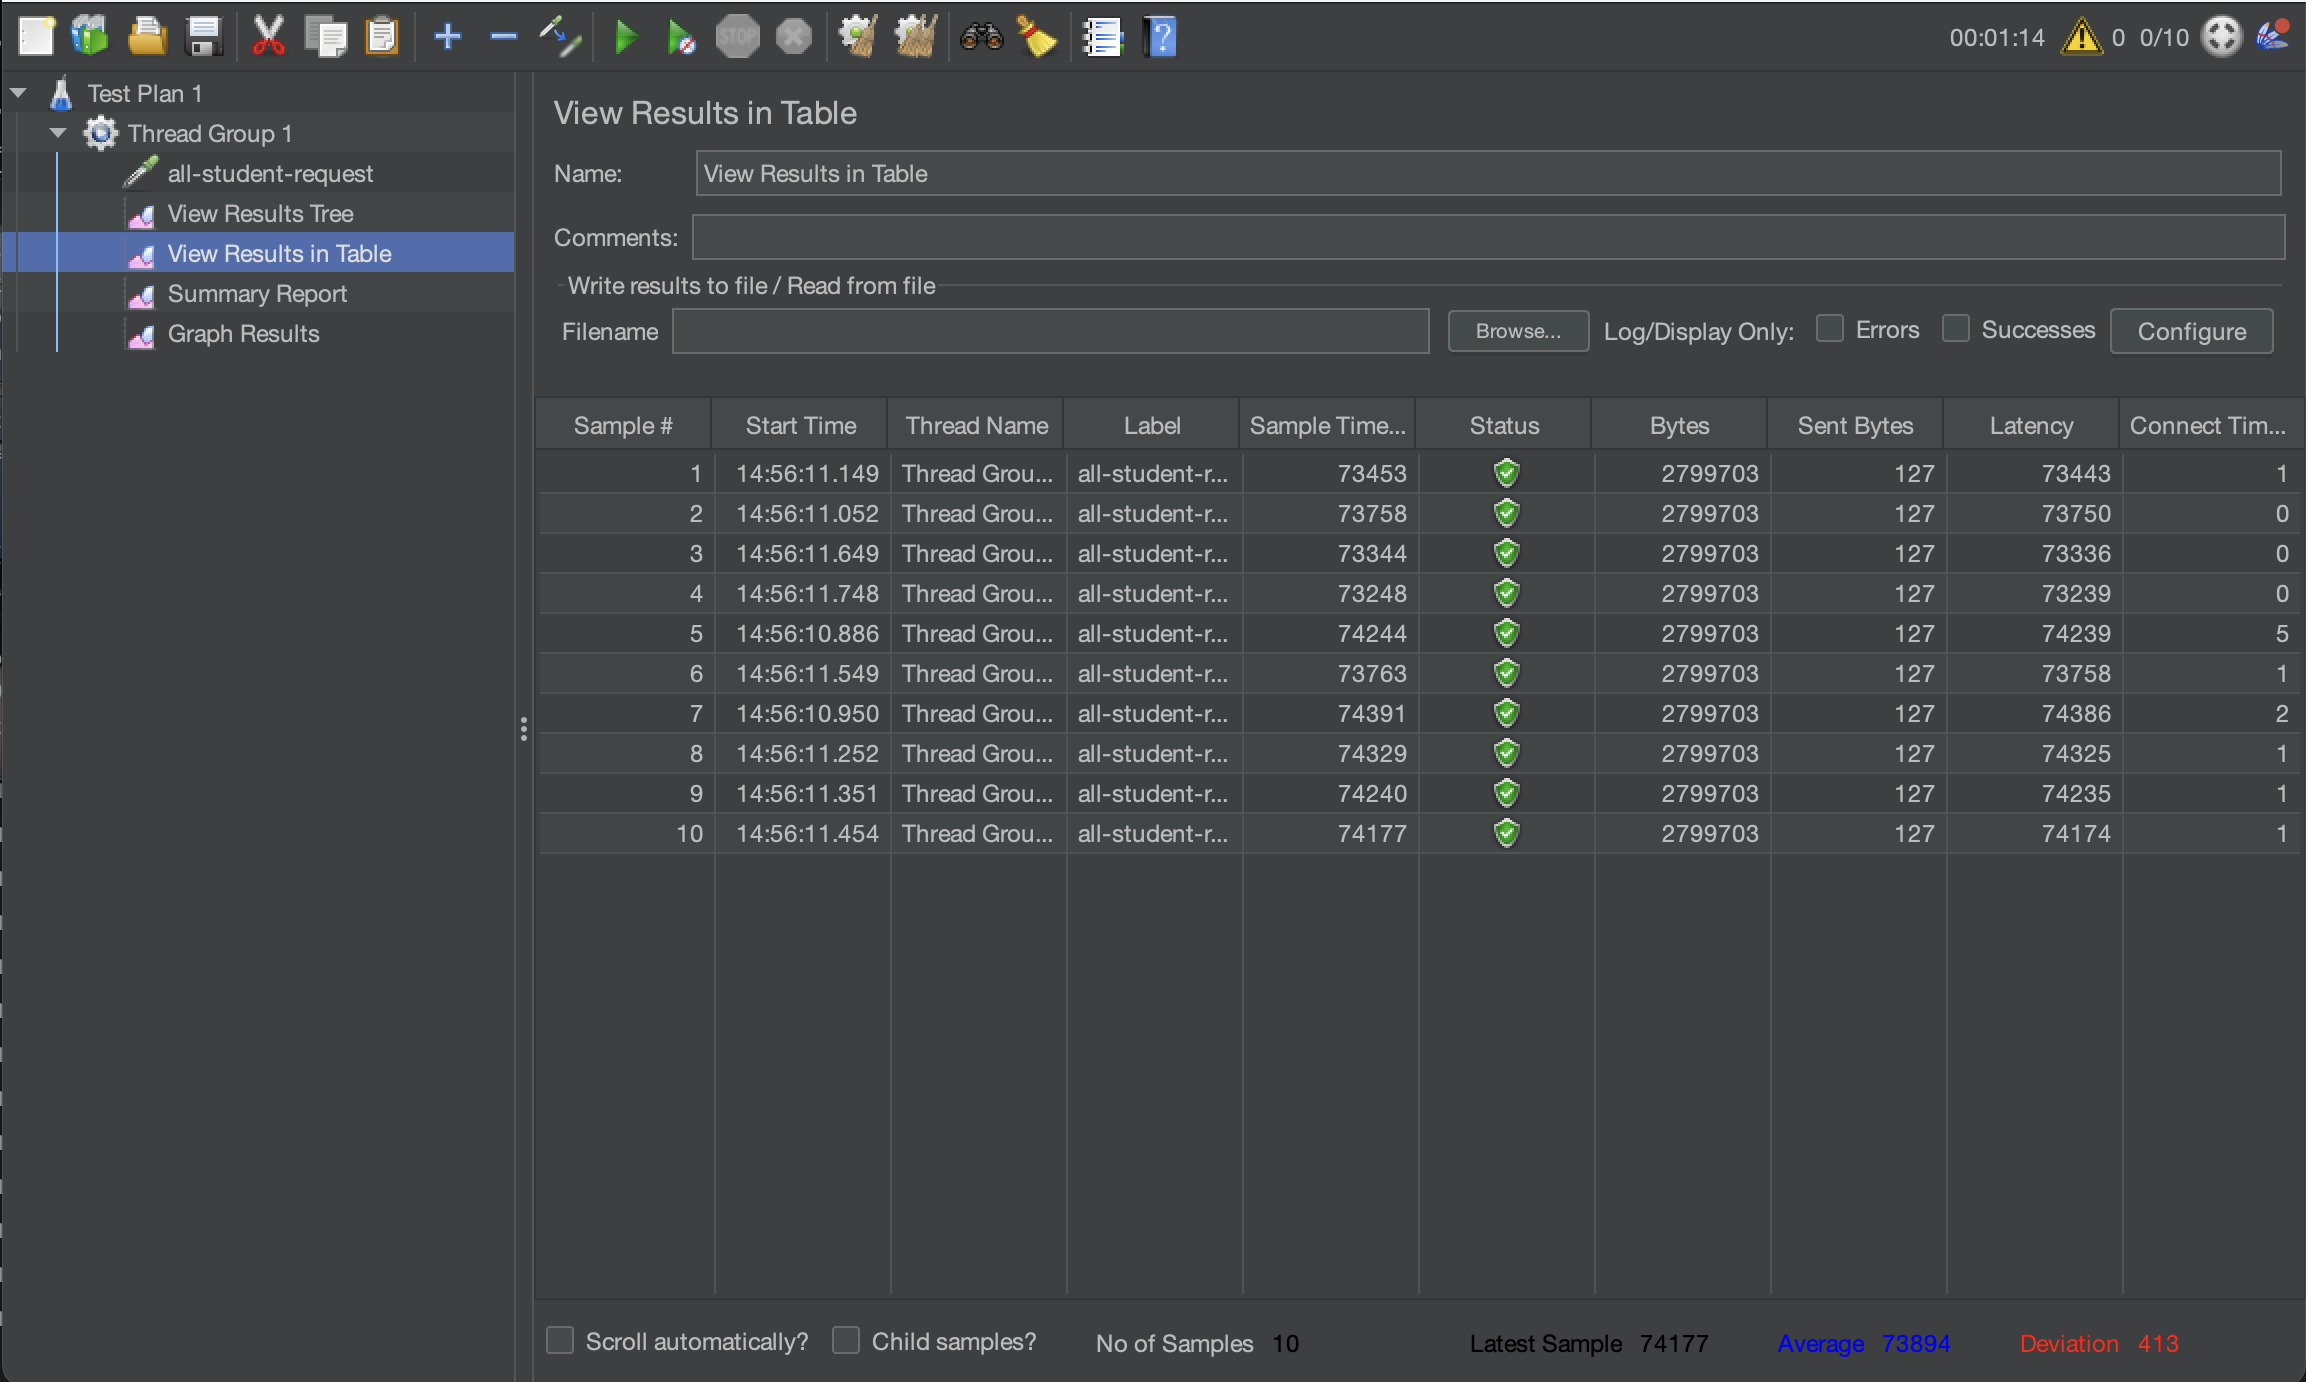 STOP
?
00:01:14 0 0/10
Test Plan 1
Thread Group 1
all-student-request
View Results Tree
View Results in Table
Summary Report
Graph Results
View Results in Table
Name: View Results in Table
Comments:
Write results to file / Read from file
Filename Browse... Log/Display Only: Errors Successes Configure
Sample # Start Time Thread Name Label Sample Time... Status Bytes Sent Bytes Latency Connect Tim...
1 14:56:11.149 Thread Grou... all-student-r... 73453 2799703 127 73443 1
2 14:56:11.052 Thread Grou... all-student-r... 73758 2799703 127 73750 0
3 14:56:11.649 Thread Grou... all-student-r... 73344 2799703 127 73336 0
4 14:56:11.748 Thread Grou... all-student-r... 73248 2799703 127 73239 0
5 14:56:10.886 Thread Grou... all-student-r... 74244 2799703 127 74239 5
6 14:56:11.549 Thread Grou... all-student-r... 73763 2799703 127 73758 1
7 14:56:10.950 Thread Grou... all-student-r... 74391 2799703 127 74386 2
8 14:56:11.252 Thread Grou... all-student-r... 74329 2799703 127 74325 1
9 14:56:11.351 Thread Grou... all-student-r... 74240 2799703 127 74235 1
10 14:56:11.454 Thread Grou... all-student-r... 74177 2799703 127 74174 1
Scroll automatically? Child samples? No of Samples 10 Latest Sample 74177 Average 73894 Deviation 413